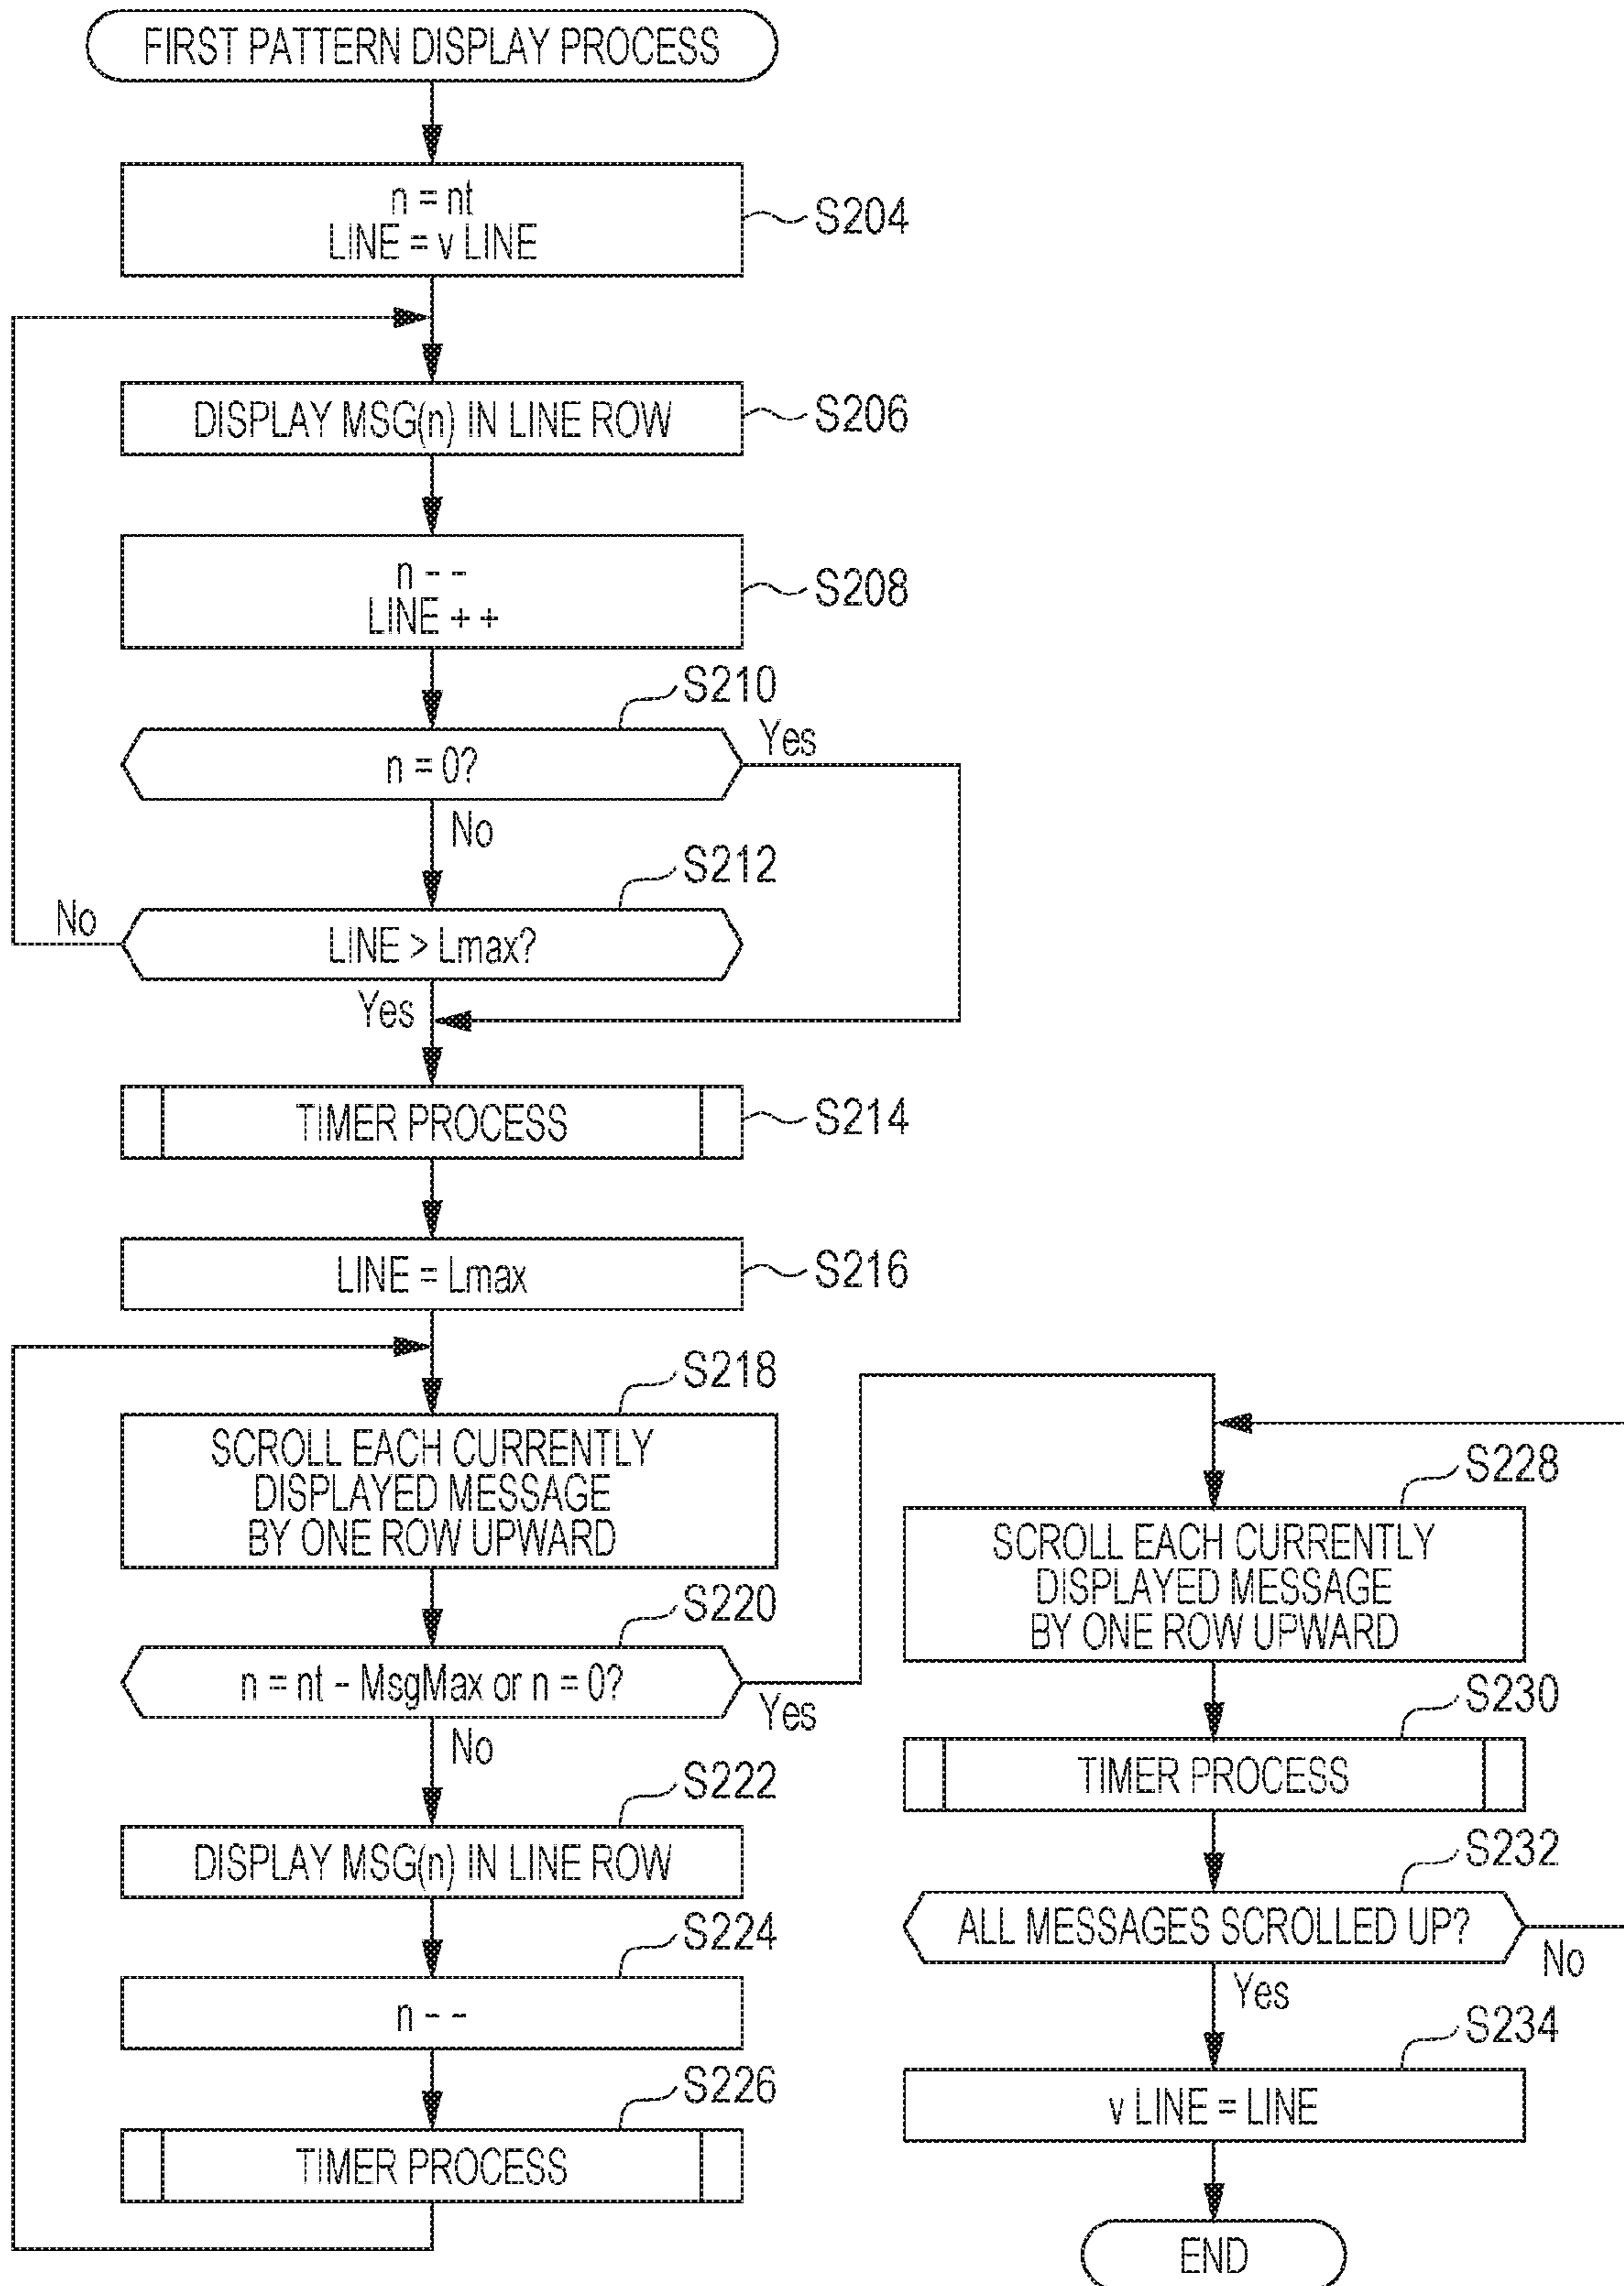 FIRST PATTERN DISPLAY PROCESS
n = nt
LINE = v LINE
S204
DISPLAY MSG(n) IN LINE ROW
S206
n - -
LINE + +
S208
S210
n = 0?
Yes
No
S212
LINE > Lmax?
No
Yes
TIMER PROCESS
S214
LINE = Lmax
S216
S218
SCROLL EACH CURRENTLY
DISPLAYED MESSAGE
BY ONE ROW UPWARD
S220
n = nt - MsgMax or n = 0?
Yes
No
S222
DISPLAY MSG(n) IN LINE ROW
S224
n - -
S226
TIMER PROCESS
S228
SCROLL EACH CURRENTLY
DISPLAYED MESSAGE
BY ONE ROW UPWARD
S230
TIMER PROCESS
S232
ALL MESSAGES SCROLLED UP?
No
Yes
S234
v LINE = LINE
END